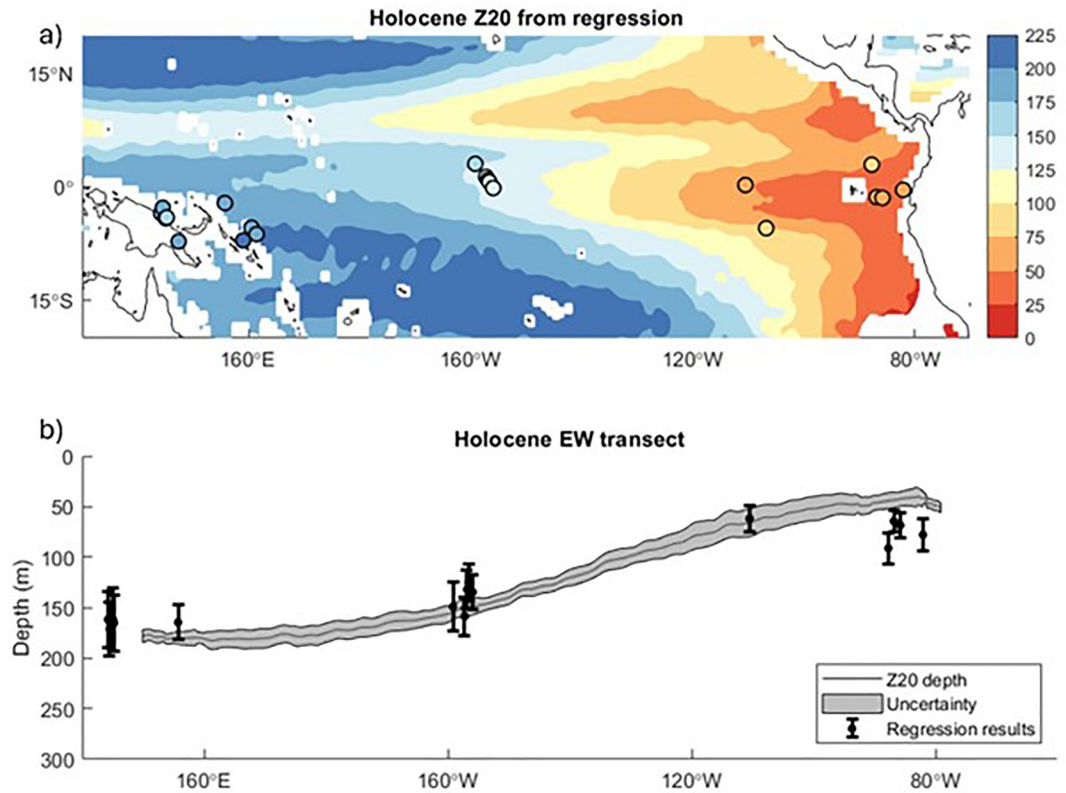 a)
Holocene Z20 from regression
15°N
0°
15°S
160°E
160°W
120°W
80°W
225
200
175
150
125
100
75
50
25
0
b)
Holocene EW transect
Depth (m)
0
50
100
150
200
250
300
160°E
160°W
120°W
80°W
Z20 depth
Uncertainty
Regression results